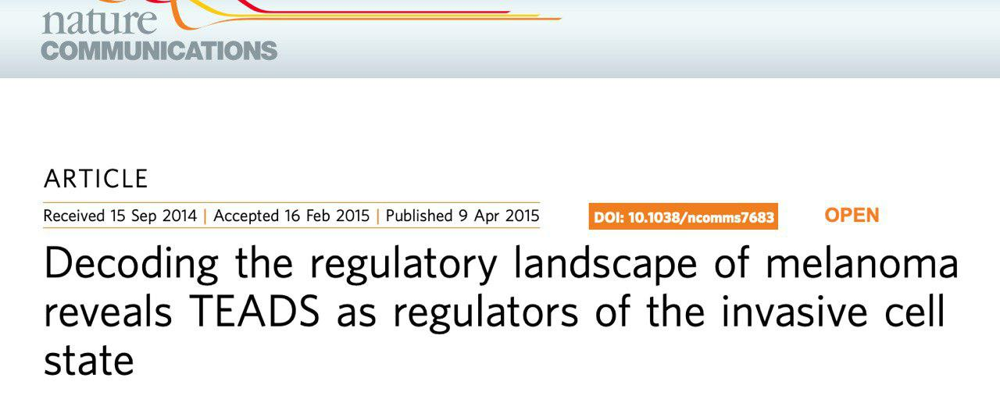 nature
COMMUNICATIONS
ARTICLE
Received 15 Sep 2014 | Accepted 16 Feb 2015 | Published 9 Apr 2015
DOI: 10.1038/ncomms7683
OPEN
Decoding the regulatory landscape of melanoma
reveals TEADS as regulators of the invasive cell
state